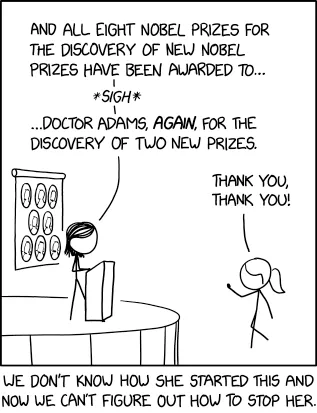 AND ALL EIGHT NOBEL PRIZES FOR
THE DISCOVERY OF NEW NOBEL
PRIZES HAVE BEEN AWARDED TO...
*SIGH*
...DOCTOR ADAMS, AGAIN, FOR THE
DISCOVERY OF TWO NEW PRIZES.
THANK YOU,
THANK YOU!
WE DON'T KNOW HOW SHE STARTED THIS AND
NOW WE CAN'T FIGURE OUT HOW TO STOP HER.